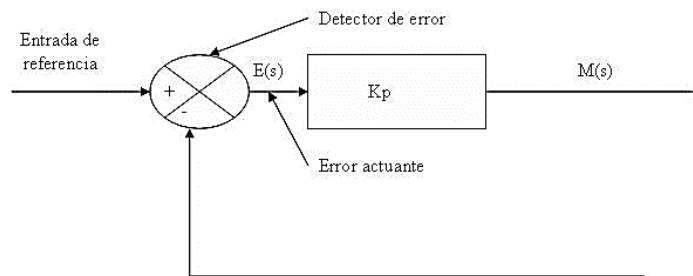 Detector de error
Entrada de
referencia
E(s)
M(s)
+
-
Kp
Error actuante